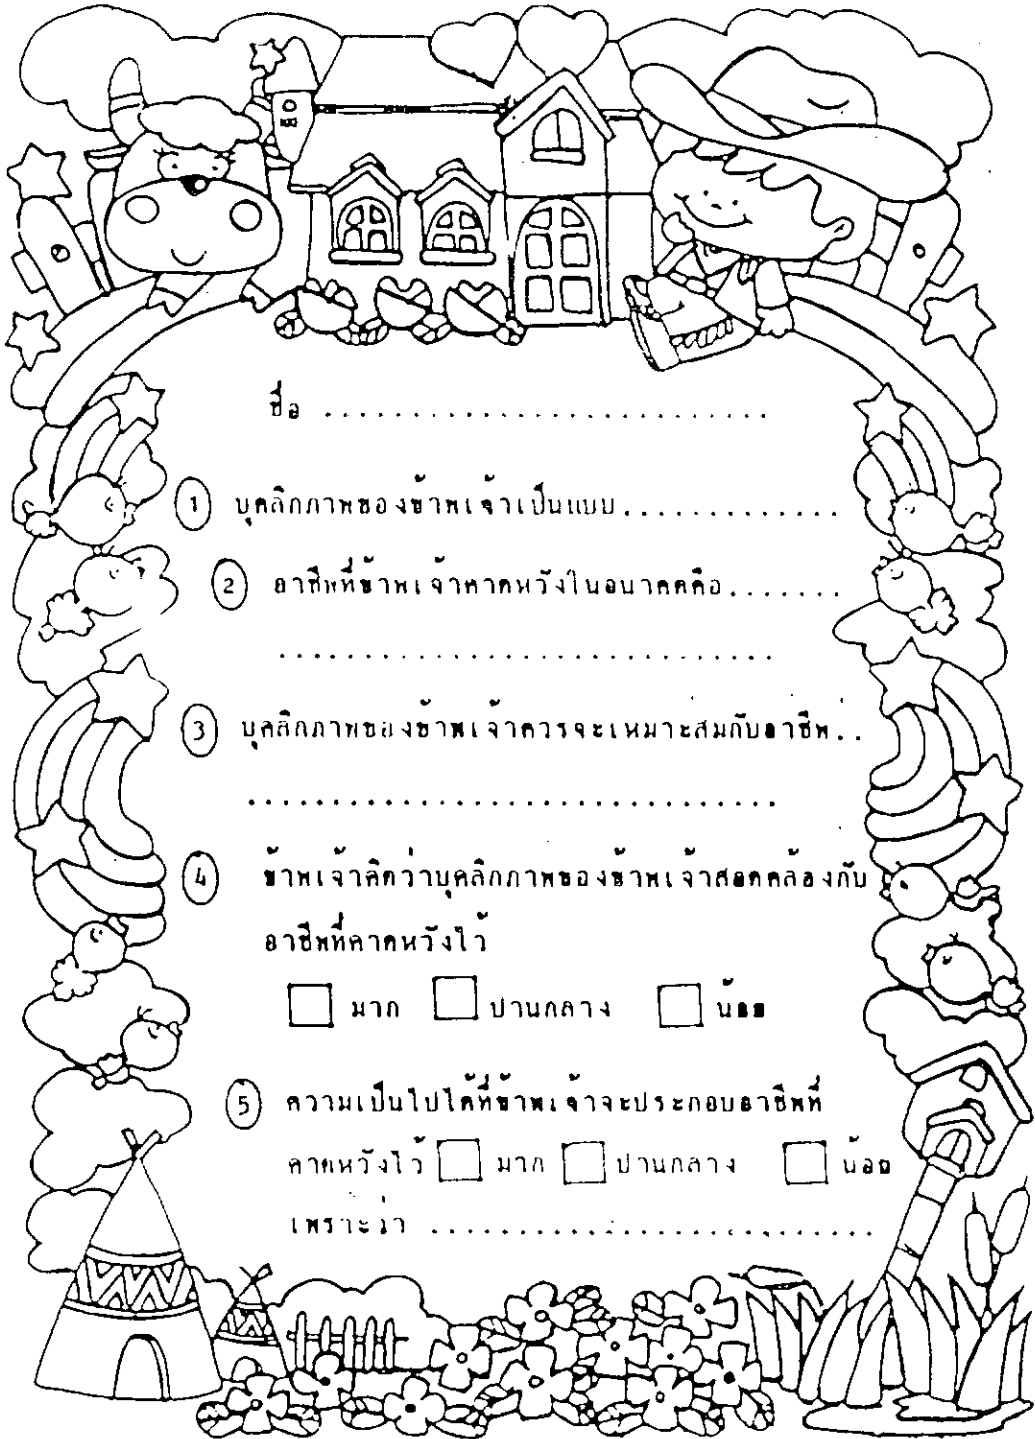 ชื่อ ..........................
1 บุคลิกภาพของข้าพเจ้าเป็นแบบ.............
2 อาชีพที่ข้าพเจ้าคาดหวังในอนาคตคือ.......
.............................
3 บุคลิกภาพของข้าพเจ้าควรจะเหมาะสมกับอาชีพ..
................................
4 ข้าพเจ้าคิดว่าบุคลิกภาพของข้าพเจ้าสอดคล้องกับ
อาชีพที่คาดหวังไว้
มาก ปานกลาง น้อย
5 ความเป็นไปได้ที่ข้าพเจ้าจะประกอบอาชีพที่
คาดหวังไว้ มาก ปานกลาง น้อย
เพราะว่า ..........................